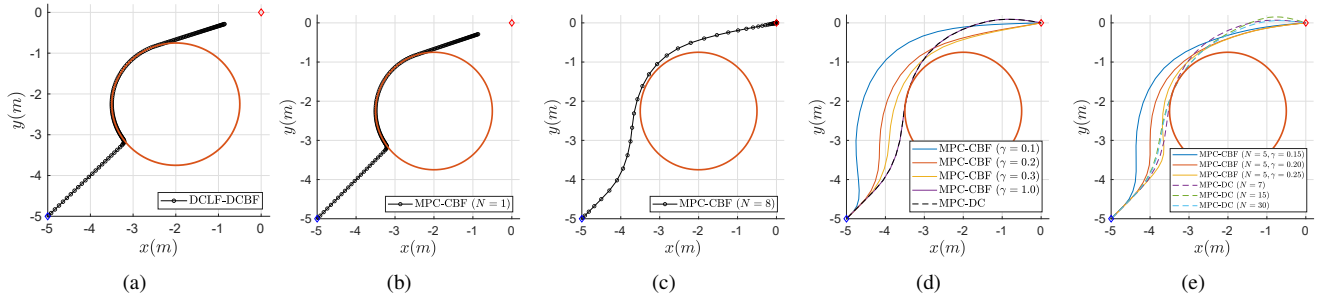 0
-1
-2
-3
-4
-5
y(m)
DCLF-DCBF
-5 -4 -3 -2 -1 0
x(m)
(a)
0
-1
-2
-3
-4
-5
y(m)
MPC-CBF (N = 1)
-5 -4 -3 -2 -1 0
x(m)
(b)
0
-1
-2
-3
-4
-5
y(m)
MPC-CBF (N = 8)
-5 -4 -3 -2 -1 0
x(m)
(c)
0
-1
-2
-3
-4
-5
y(m)
MPC-CBF (γ = 0.1)
MPC-CBF (γ = 0.2)
MPC-CBF (γ = 0.3)
MPC-CBF (γ = 1.0)
MPC-DC
-5 -4 -3 -2 -1 0
x(m)
(d)
0
-1
-2
-3
-4
-5
y(m)
MPC-CBF (N = 5, γ = 0.15)
MPC-CBF (N = 5, γ = 0.20)
MPC-CBF (N = 5, γ = 0.25)
MPC-DC (N = 7)
MPC-DC (N = 15)
MPC-DC (N = 30)
-5 -4 -3 -2 -1 0
x(m)
(e)